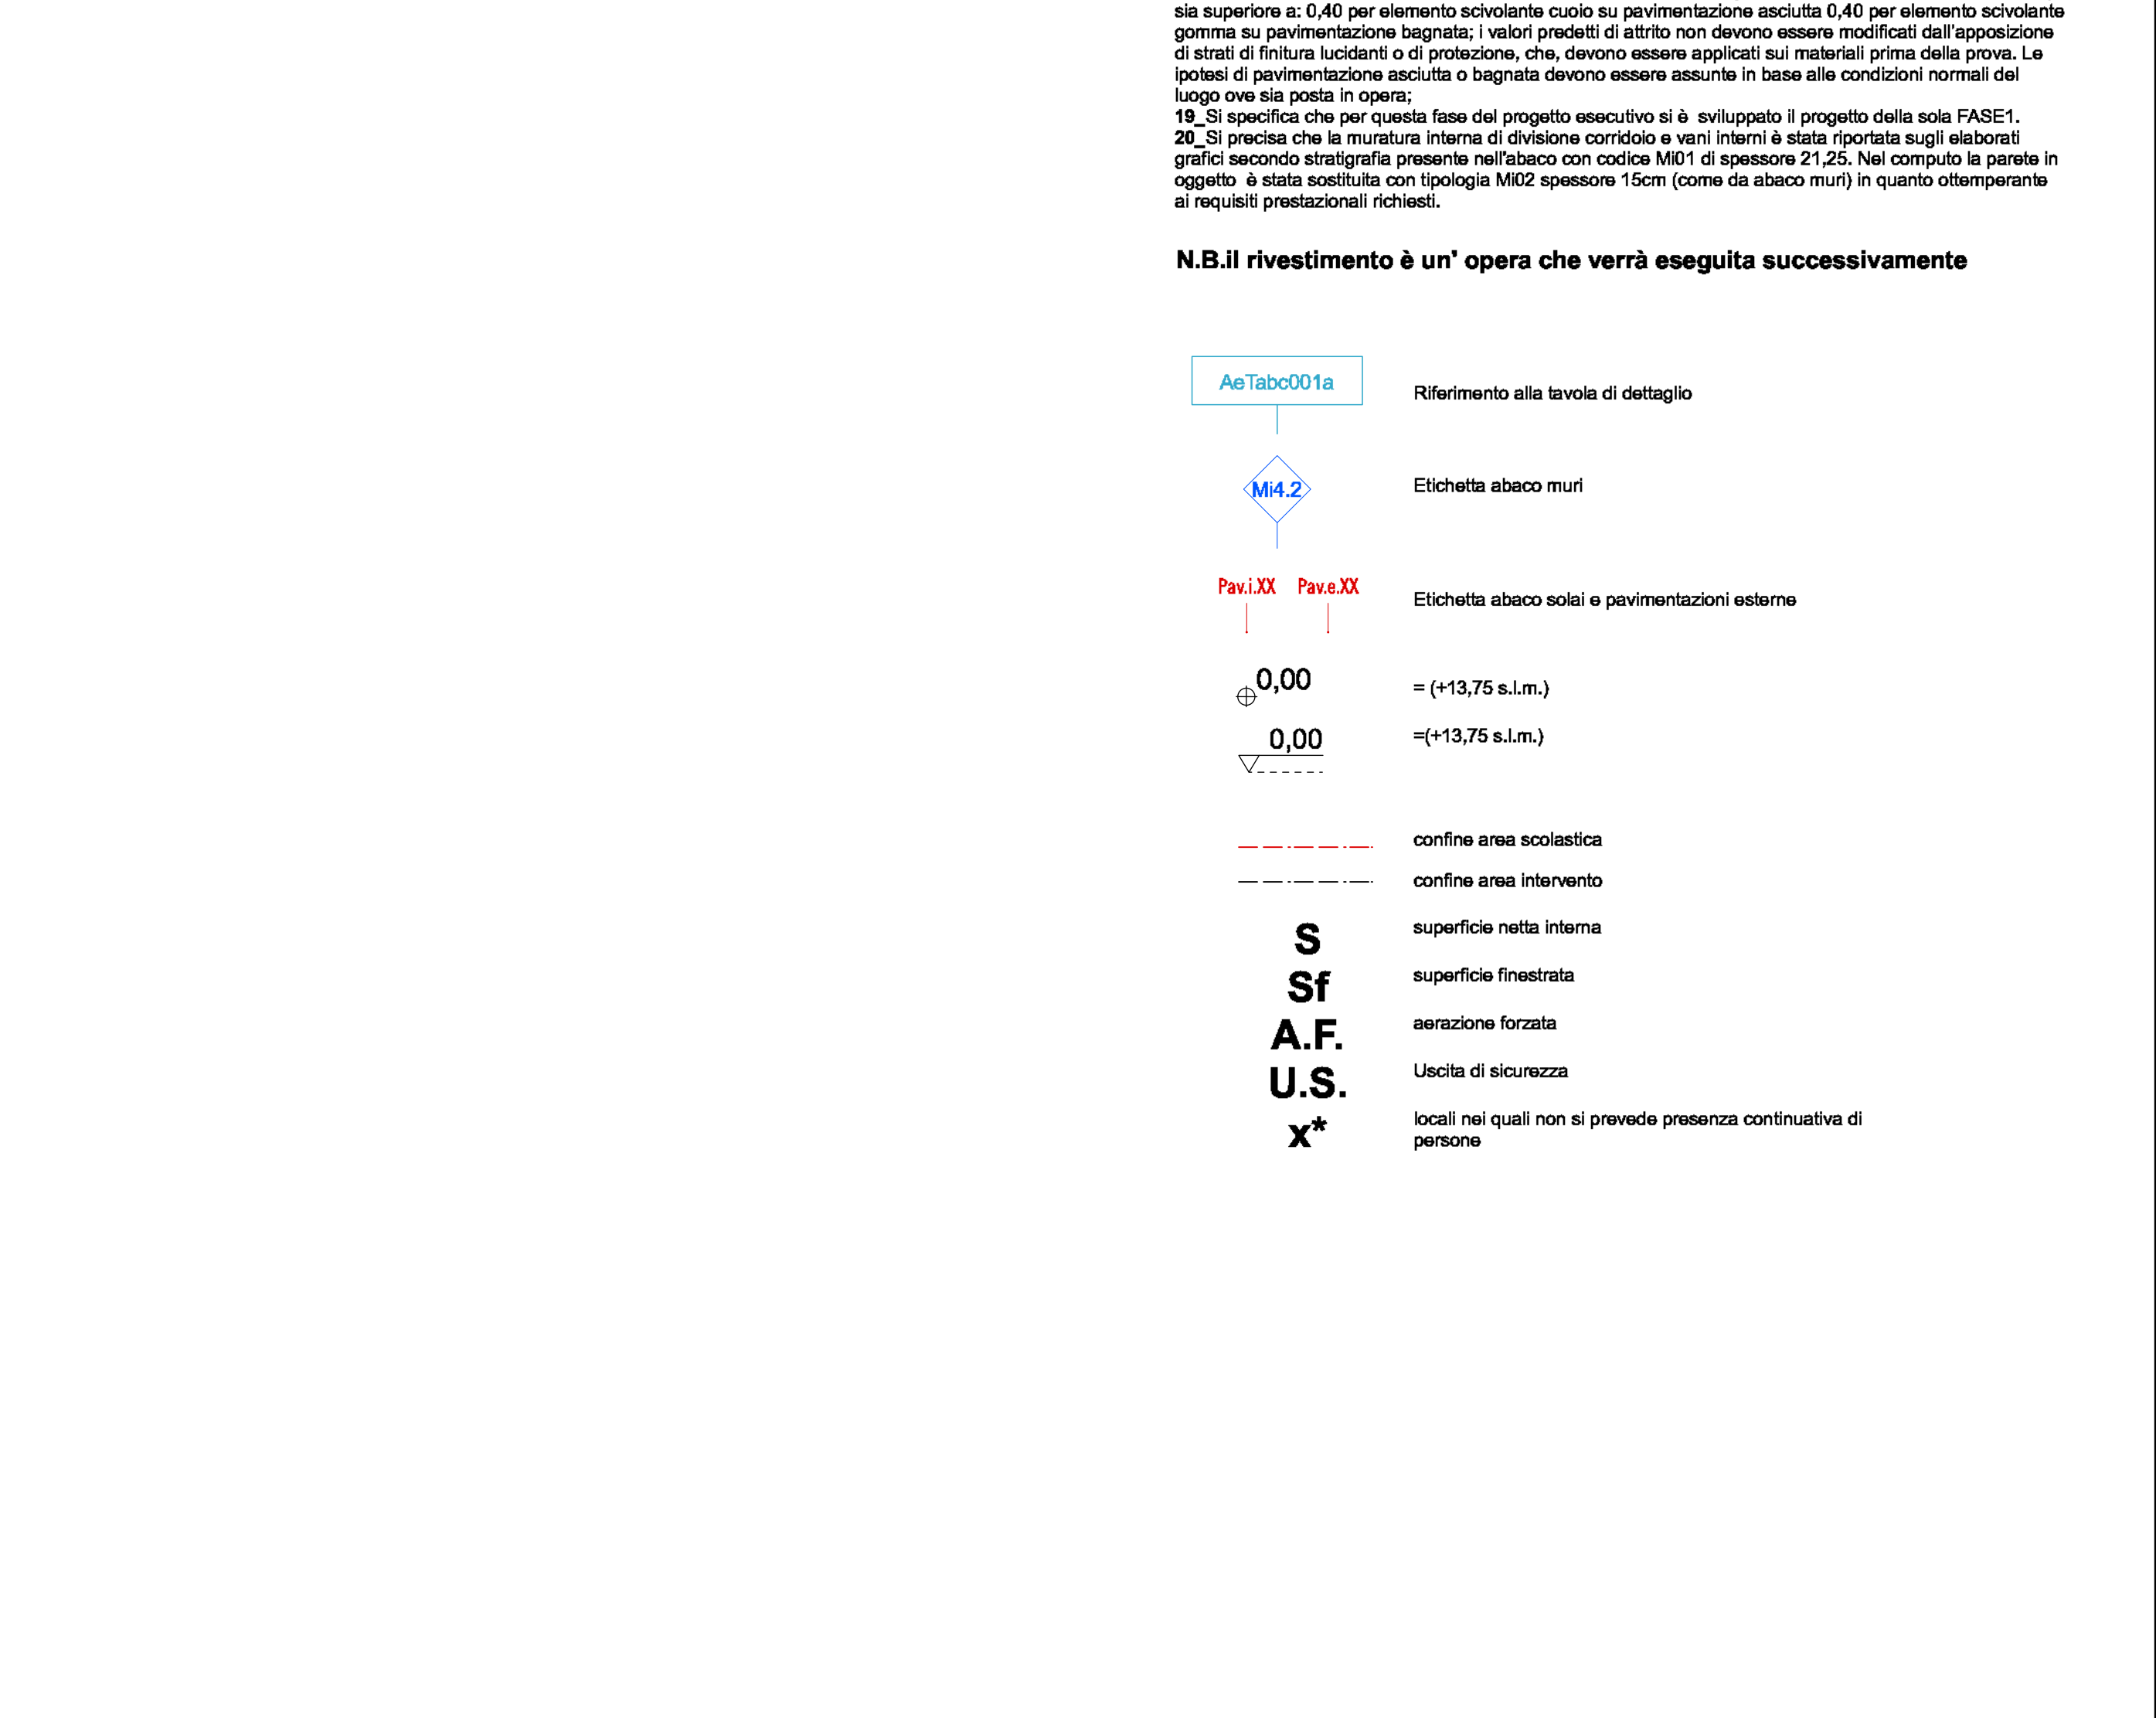 sia superiore a: 0,40 per elemento scivolante cuoio su pavimentazione asciutta 0,40 per elemento scivolante
gomma su pavimentazione bagnata; i valori predetti di attrito non devono essere modificati dall'apposizione
di strati di finitura lucidanti o di protezione, che, devono essere applicati sui materiali prima della prova. Le
ipotesi di pavimentazione asciutta o bagnata devono essere assunte in base alle condizioni normali del
luogo ove sia posta in opera;
19_Si specifica che per questa fase del progetto esecutivo si è  sviluppato il progetto della sola FASE1.
20_Si precisa che la muratura interna di divisione corridoio e vani interni è stata riportata sugli elaborati
grafici secondo stratigrafia presente nell'abaco con codice Mi01 di spessore 21,25. Nel computo la parete in
oggetto  è stata sostituita con tipologia Mi02 spessore 15cm (come da abaco muri) in quanto ottemperante
ai requisiti prestazionali richiesti.
N.B.il rivestimento è un' opera che verrà eseguita successivamente
AeTabc001a
Riferimento alla tavola di dettaglio
Mi4.2
Etichetta abaco muri
Pav.i.XX Pav.e.XX
Etichetta abaco solai e pavimentazioni esterne
0,00
= (+13,75 s.l.m.)
0,00
=(+13,75 s.l.m.)
confine area scolastica
confine area intervento
S
superficie netta interna
Sf
superficie finestrata
A.F.
aerazione forzata
U.S.
Uscita di sicurezza
x*
locali nei quali non si prevede presenza continuativa di
persone